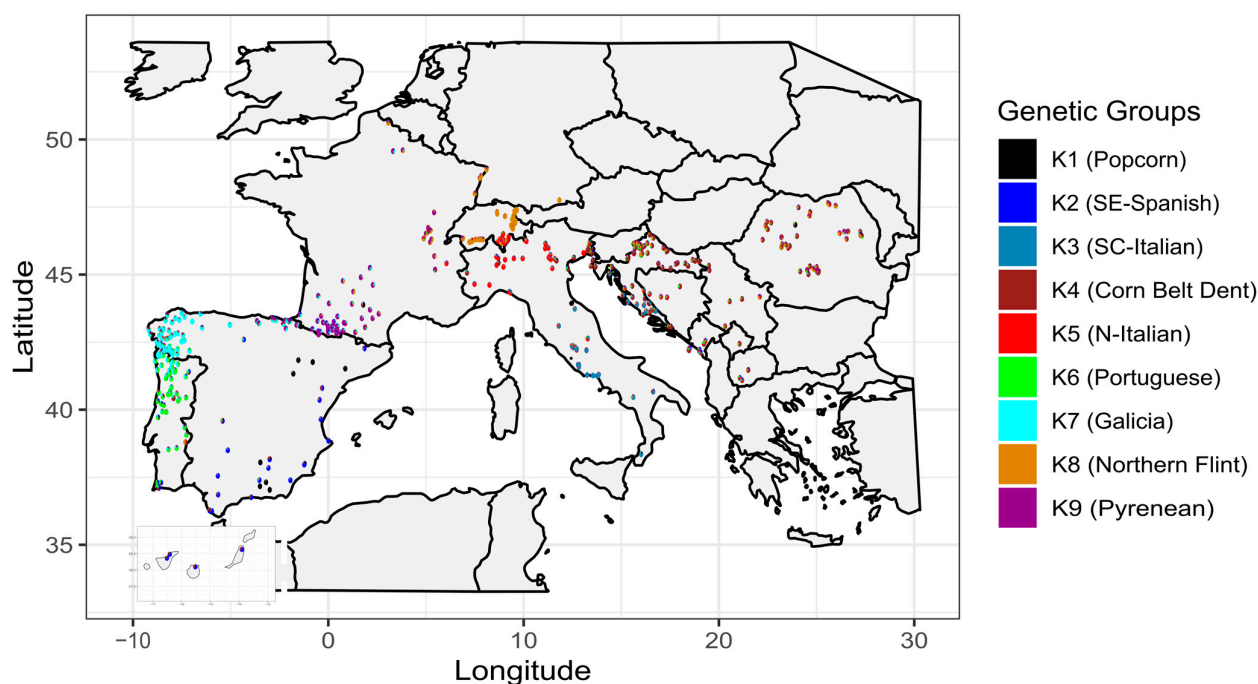 50
45
40
35
Latitude
−10
0
10
20
30
Longitude
Genetic Groups
K1 (Popcorn)
K2 (SE-Spanish)
K3 (SC-Italian)
K4 (Corn Belt Dent)
K5 (N-Italian)
K6 (Portuguese)
K7 (Galicia)
K8 (Northern Flint)
K9 (Pyrenean)